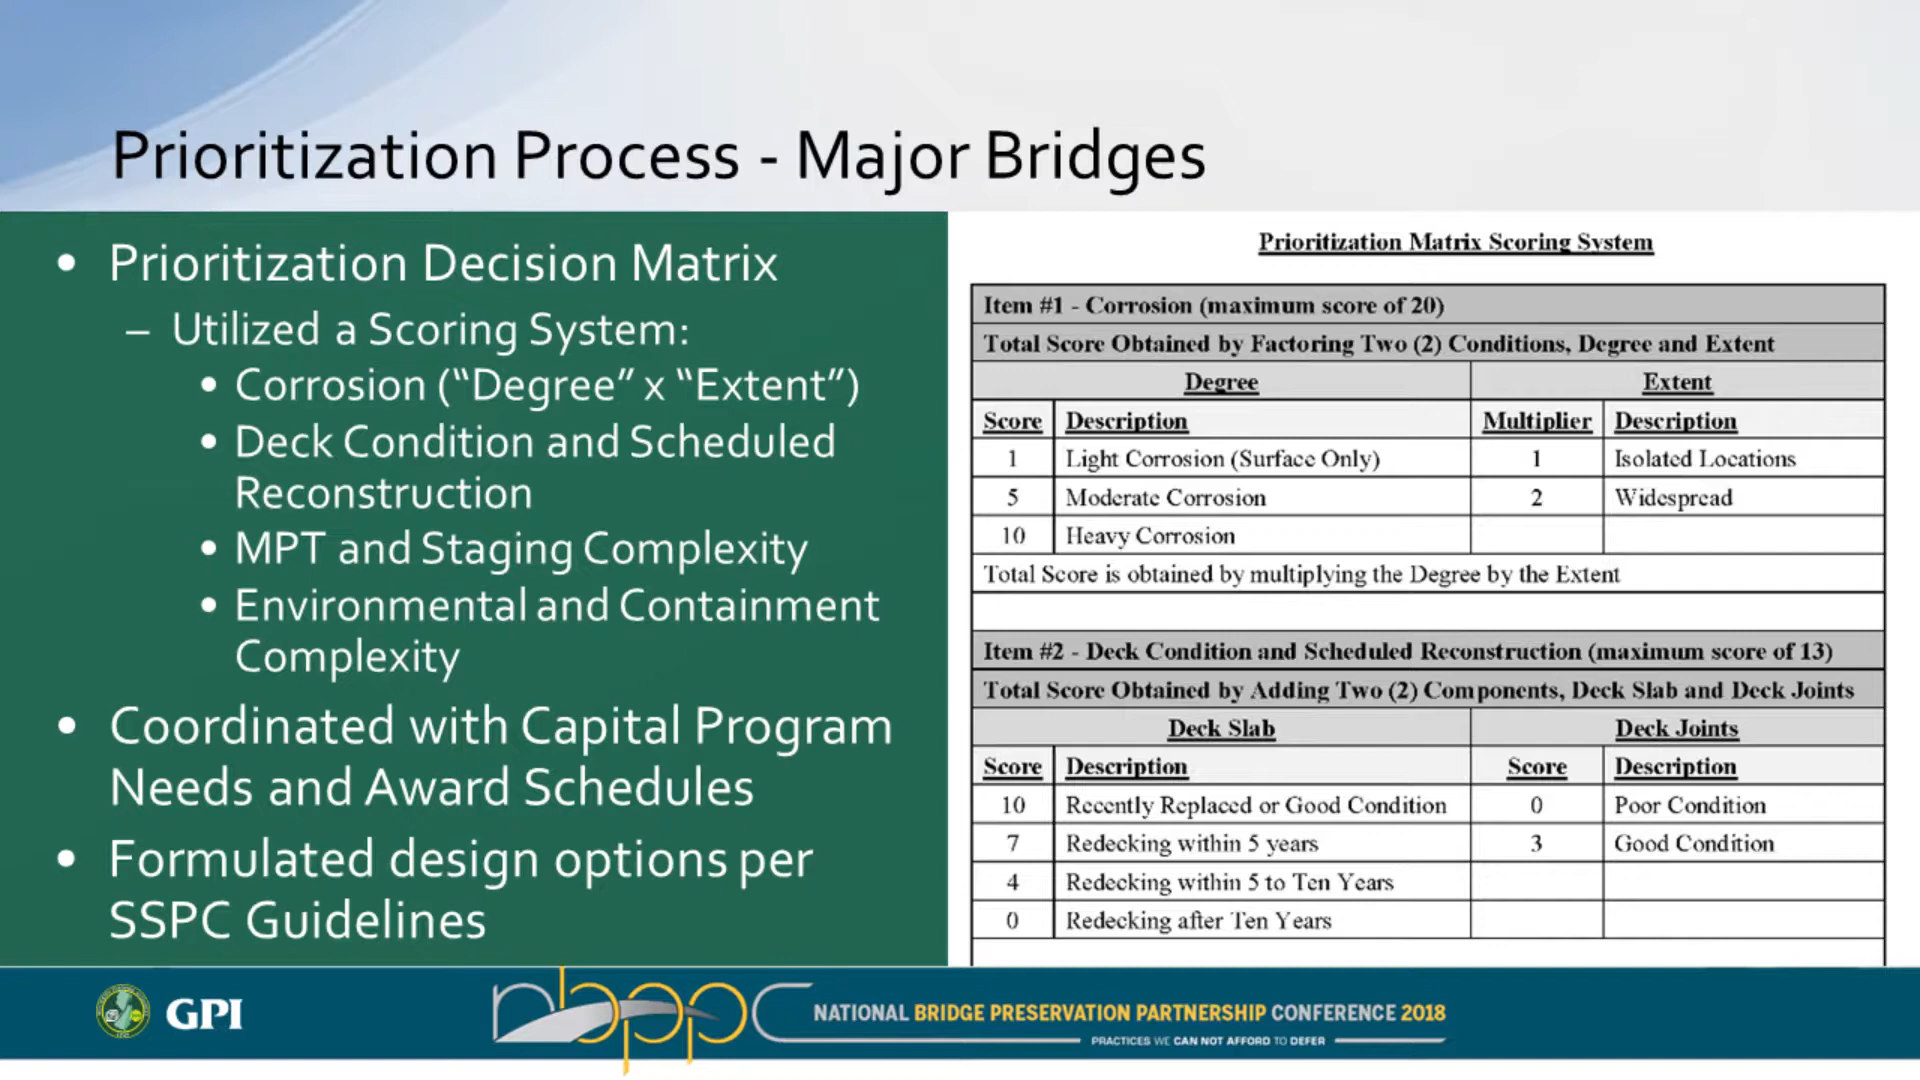 Prioritization Process - Major Bridges
• Prioritization Decision Matrix
– Utilized a Scoring System:
• Corrosion (“Degree” x “Extent”)
• Deck Condition and Scheduled
Reconstruction
• MPT and Staging Complexity
• Environmental and Containment
Complexity
• Coordinated with Capital Program
Needs and Award Schedules
• Formulated design options per
SSPC Guidelines
Prioritization Matrix Scoring System
Item #1 - Corrosion (maximum score of 20)
Total Score Obtained by Factoring Two (2) Conditions, Degree and Extent
Degree Extent
Score Description Multiplier Description
1 Light Corrosion (Surface Only) 1 Isolated Locations
5 Moderate Corrosion 2 Widespread
10 Heavy Corrosion
Total Score is obtained by multiplying the Degree by the Extent
Item #2 - Deck Condition and Scheduled Reconstruction (maximum score of 13)
Total Score Obtained by Adding Two (2) Components, Deck Slab and Deck Joints
Deck Slab Deck Joints
Score Description Score Description
10 Recently Replaced or Good Condition 0 Poor Condition
7 Redecking within 5 years 3 Good Condition
4 Redecking within 5 to Ten Years
0 Redecking after Ten Years
GPI
nbppc
NATIONAL BRIDGE PRESERVATION PARTNERSHIP CONFERENCE 2018
PRACTICES WE CAN NOT AFFORD TO DEFER